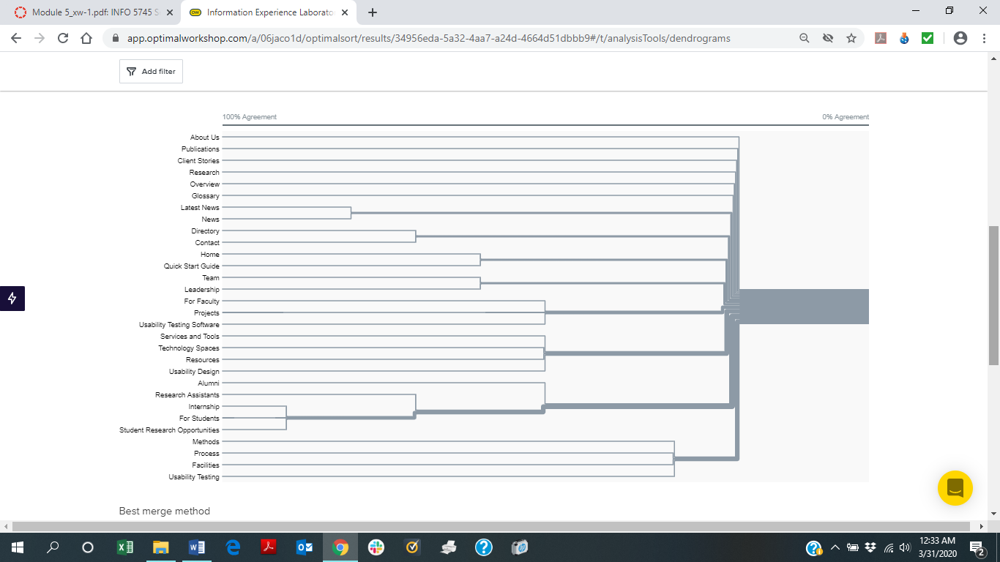 Module 5_xw-1.pdf: INFO 5745 S
Information Experience Laborato
app.optimalworkshop.com/a/06jaco1d/optimalsort/results/34956eda-5a32-4aa7-a24d-4664d51dbbb9#/t/analysisTools/dendrograms
Add filter
100% Agreement 0% Agreement
About Us
Publications
Client Stories
Research
Overview
Glossary
Latest News
News
Directory
Contact
Home
Quick Start Guide
Team
Leadership
For Faculty
Projects
Usability Testing Software
Services and Tools
Technology Spaces
Resources
Usability Design
Alumni
Research Assistants
Internship
For Students
Student Research Opportunities
Methods
Process
Facilities
Usability Testing
Best merge method
12:33 AM
3/31/2020
2